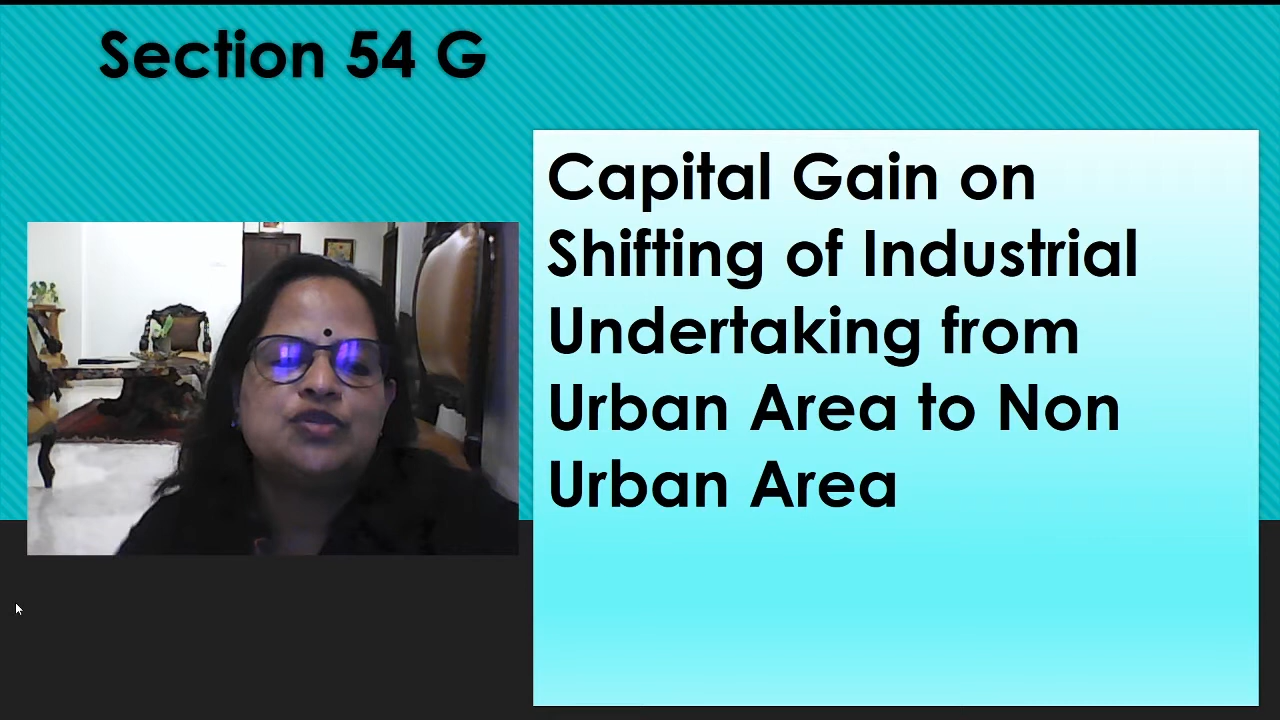 Section 54 G
Capital Gain on
Shifting of Industrial
Undertaking from
Urban Area to Non
Urban Area